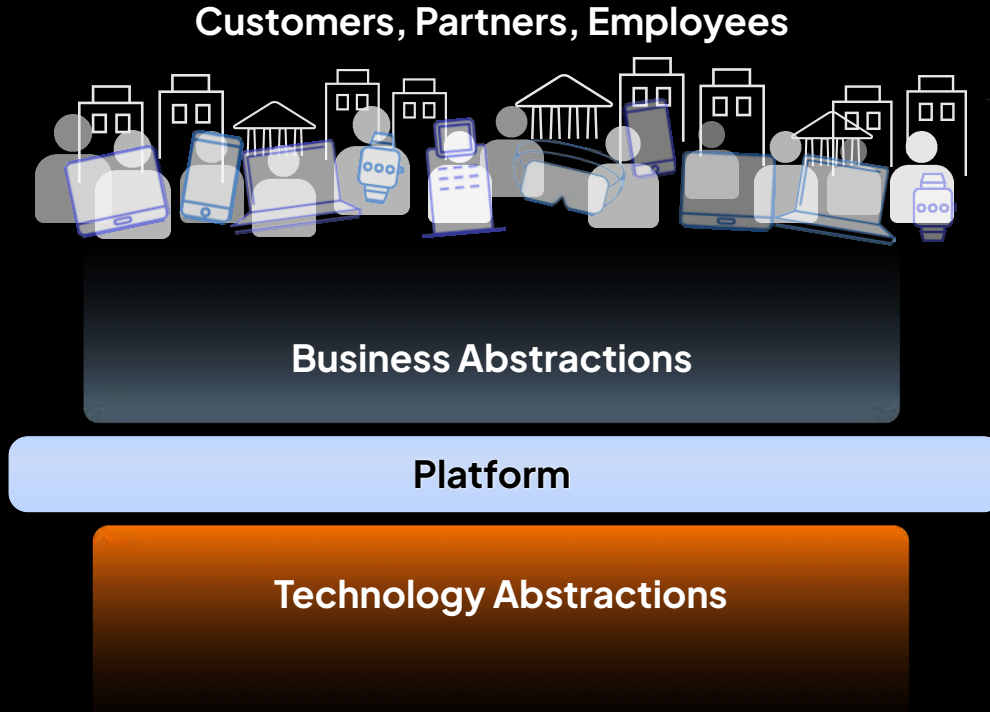 Customers, Partners, Employees
Business Abstractions
Platform
Technology Abstractions